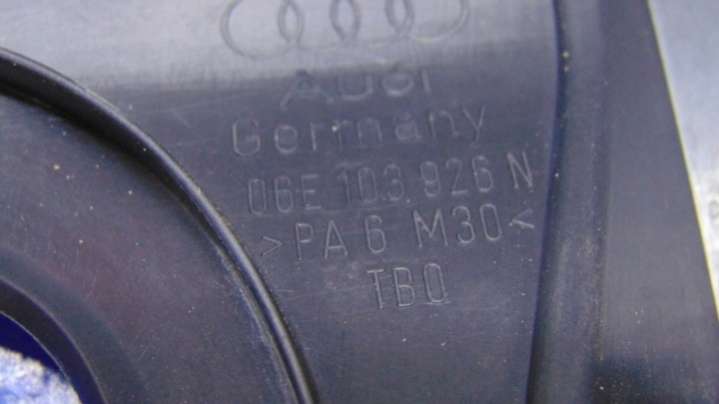 Audi
Germany
06E 103 926 N
>PA 6 M30<
TBO